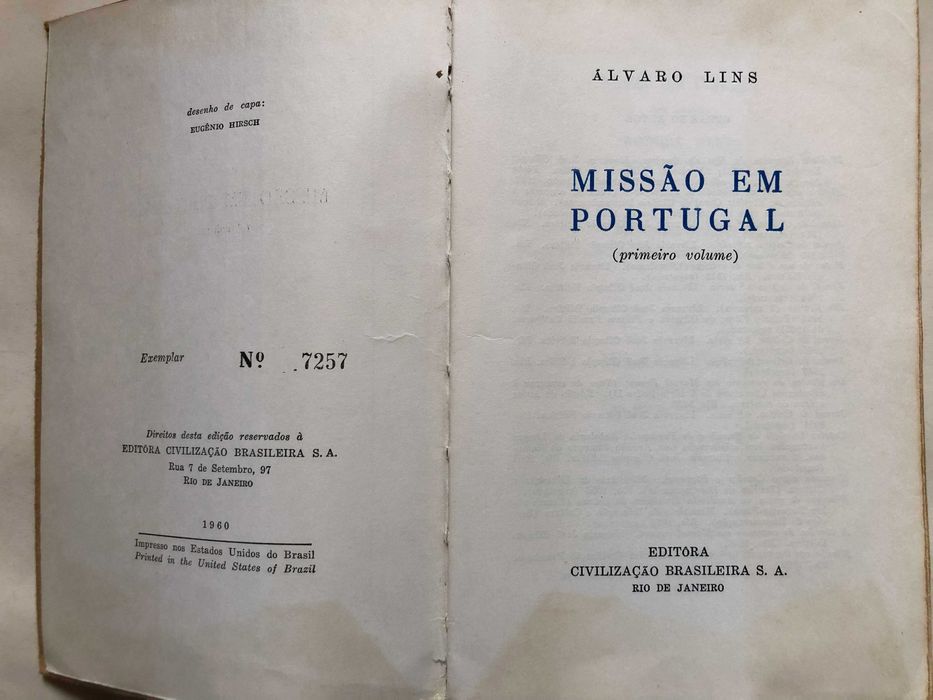 desenho de capa:
EUGÊNIO HIRSCH
Exemplar Nº 7257
Direitos desta edição reservados à
EDITÔRA CIVILIZAÇÃO BRASILEIRA S. A.
Rua 7 de Setembro, 97
RIO DE JANEIRO
1960
Impresso nos Estados Unidos do Brasil
Printed in the United States of Brazil
ÁLVARO LINS
MISSÃO EM
PORTUGAL
(primeiro volume)
EDITÔRA
CIVILIZAÇÃO BRASILEIRA S. A.
RIO DE JANEIRO